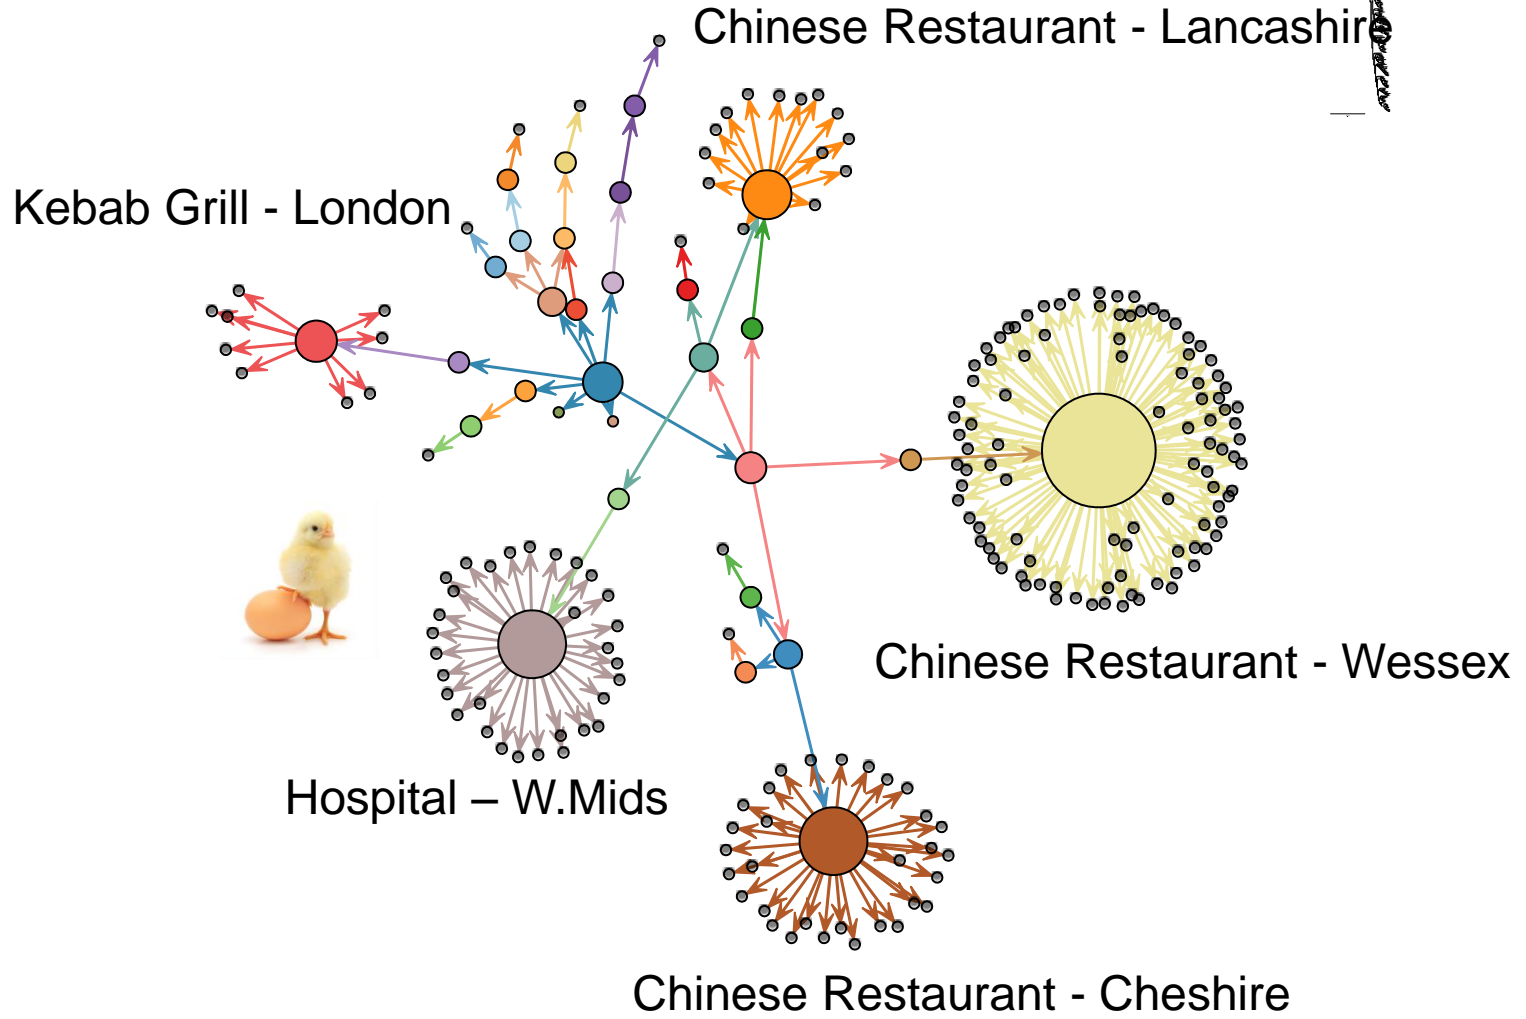 Chinese Restaurant - Lancashire
Kebab Grill - London
Chinese Restaurant - Wessex
Hospital – W.Mids
Chinese Restaurant - Cheshire